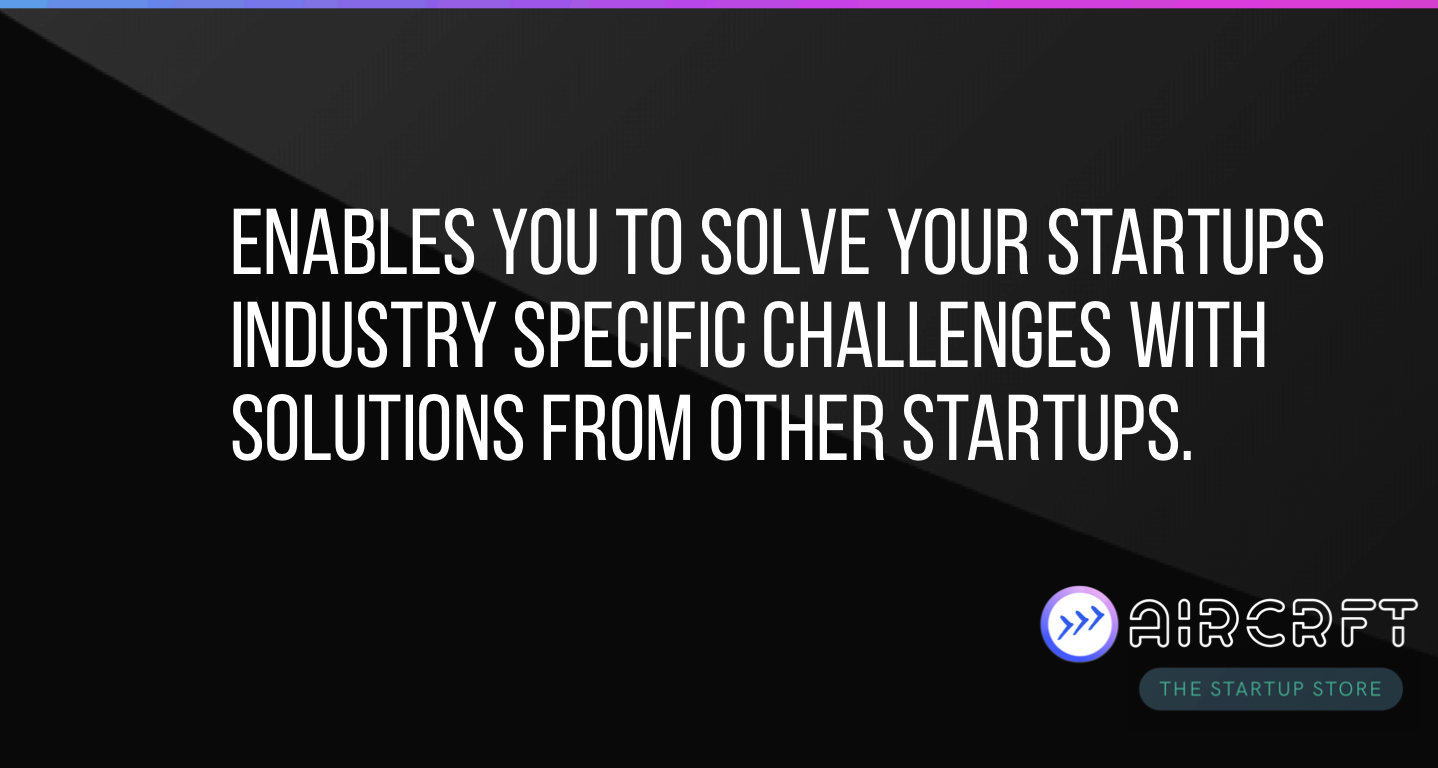 ENABLES YOU TO SOLVE YOUR STARTUPS
INDUSTRY SPECIFIC CHALLENGES WITH
SOLUTIONS FROM OTHER STARTUPS.
AIRCRFT
THE STARTUP STORE